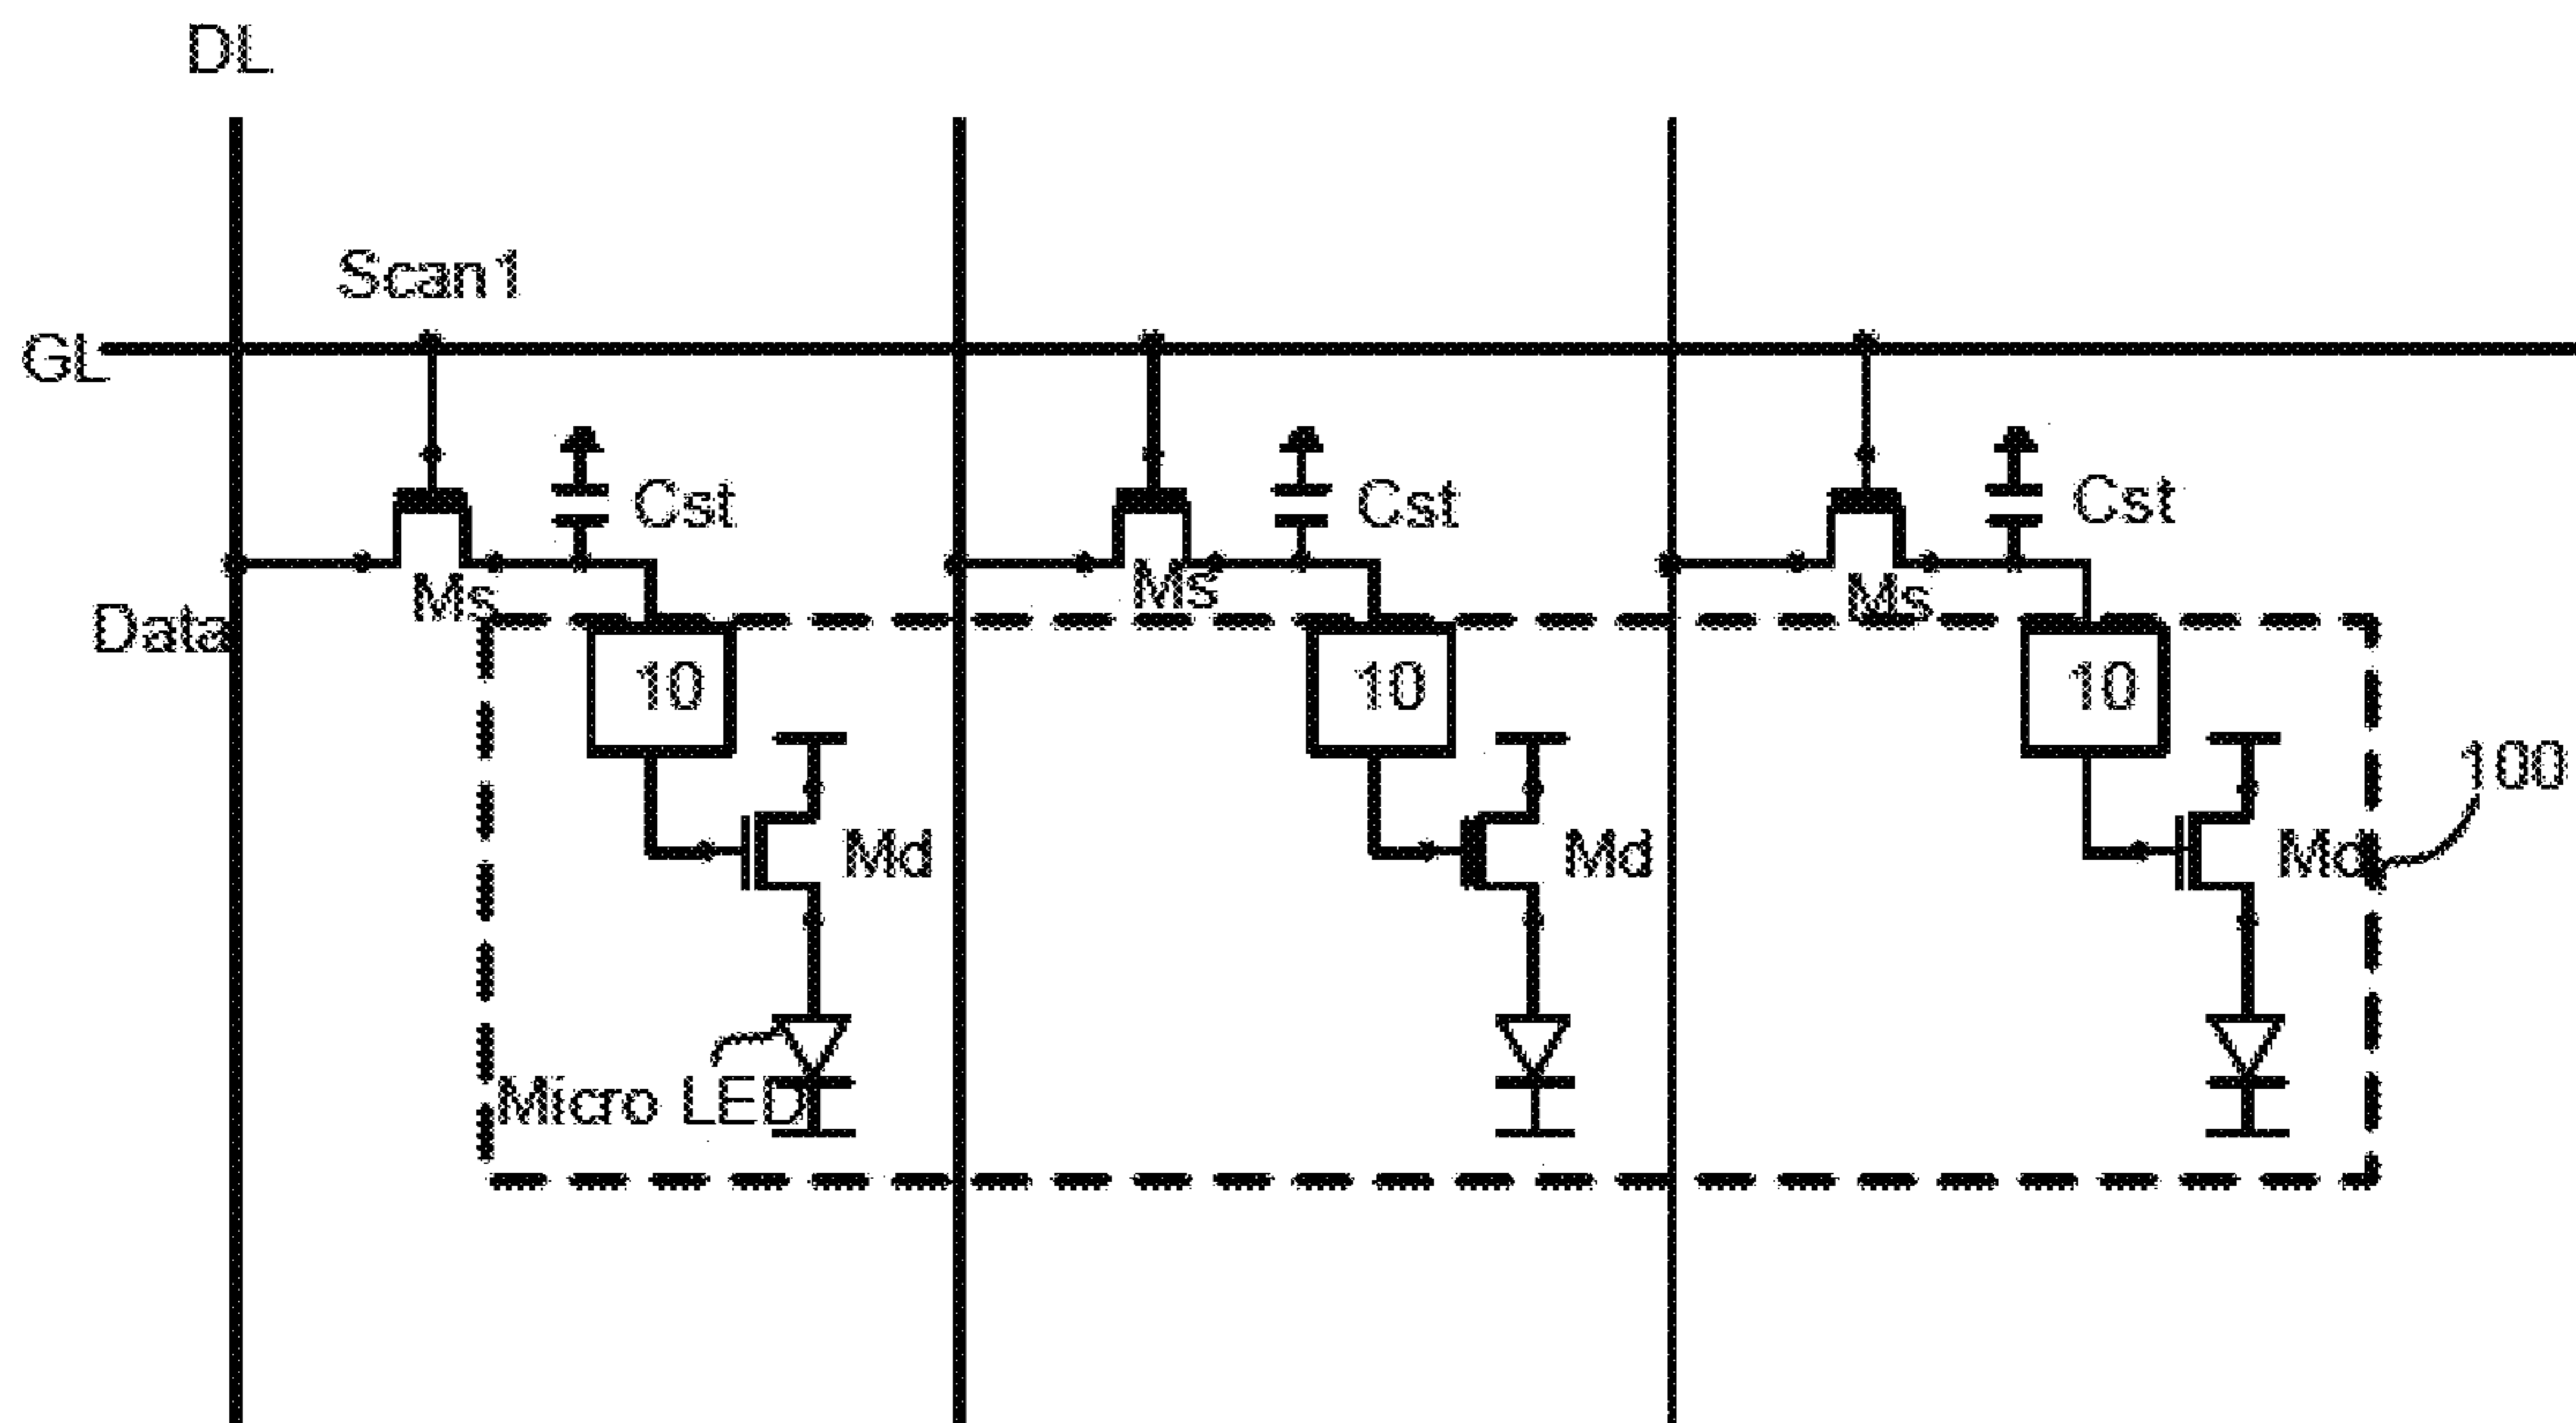 DL
Scan1
GL
Cst Cst Cst
Ms Ms Ms
Data
10 10 10
100
Md Md Md
Micro LED